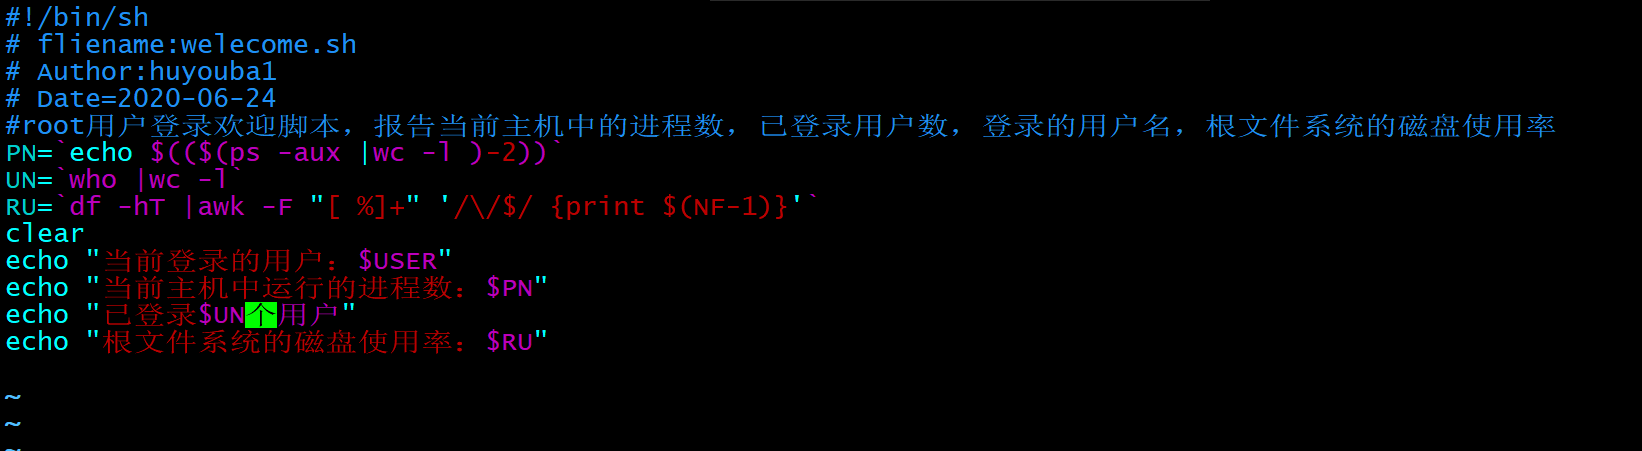 #!/bin/sh
# fliename:welecome.sh
# Author:huyouba1
# Date=2020-06-24
#root用户登录欢迎脚本，报告当前主机中的进程数，已登录用户数，登录的用户名，根文件系统的磁盘使用率
PN=`echo $(($(ps -aux |wc -l )-2))`
UN=`who |wc -l`
RU=`df -hT |awk -F "[ %]+" '/\/$/ {print $(NF-1)}'`
clear
echo "当前登录的用户：$USER"
echo "当前主机中运行的进程数：$PN"
echo "已登录$UN个用户"
echo "根文件系统的磁盘使用率：$RU"
~
~
~